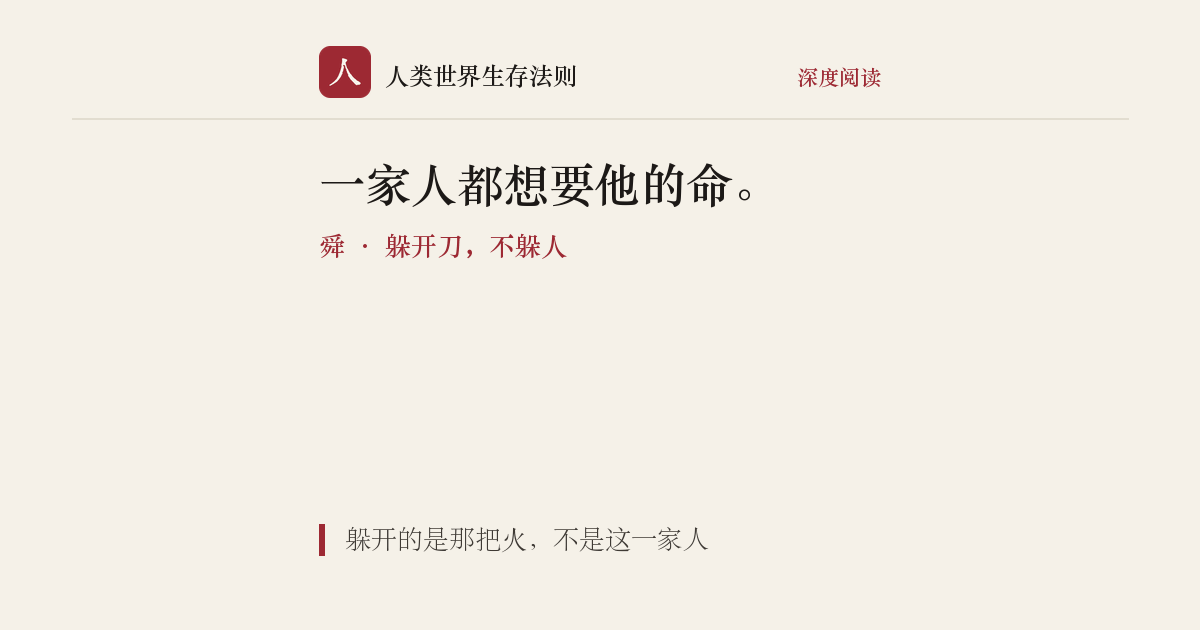 人
人类世界生存法则
深度阅读
一家人都想要他的命。
舜 · 躲开刀，不躲人
躲开的是那把火，不是这一家人